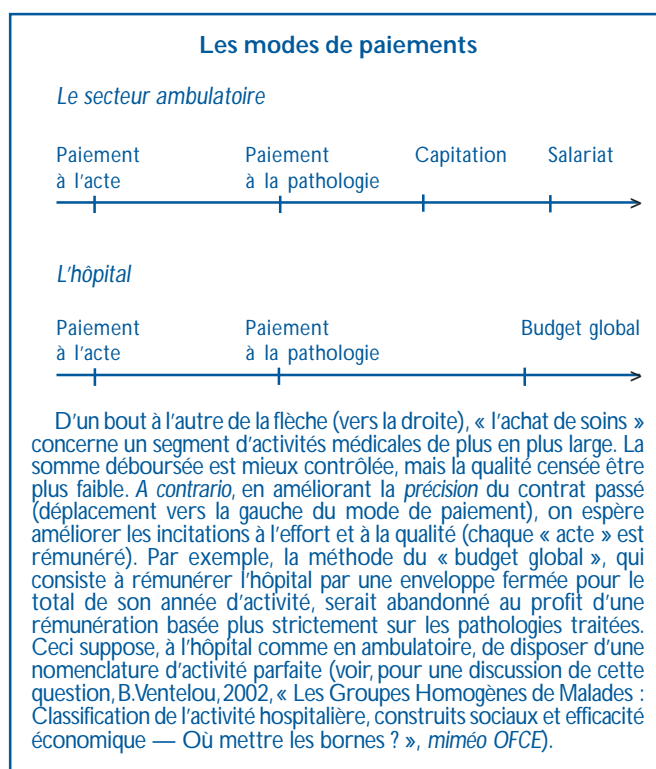 Les modes de paiements
Le secteur ambulatoire
Paiement à l'acte
Paiement à la pathologie
Capitation
Salariat
L'hôpital
Paiement à l'acte
Paiement à la pathologie
Budget global
D'un bout à l'autre de la flèche (vers la droite), « l'achat de soins »
concerne un segment d'activités médicales de plus en plus large. La
somme déboursée est mieux contrôlée, mais la qualité censée être
plus faible. A contrario, en améliorant la précision du contrat passé
(déplacement vers la gauche du mode de paiement), on espère
améliorer les incitations à l'effort et à la qualité (chaque « acte » est
rémunéré). Par exemple, la méthode du « budget global », qui
consiste à rémunérer l'hôpital par une enveloppe fermée pour le
total de son année d'activité, serait abandonné au profit d'une
rémunération basée plus strictement sur les pathologies traitées.
Ceci suppose, à l'hôpital comme en ambulatoire, de disposer d'une
nomenclature d'activité parfaite (voir, pour une discussion de cette
question, B.Ventelou, 2002, « Les Groupes Homogènes de Malades :
Classification de l'activité hospitalière, construits sociaux et efficacité
économique — Où mettre les bornes ? », miméo OFCE).